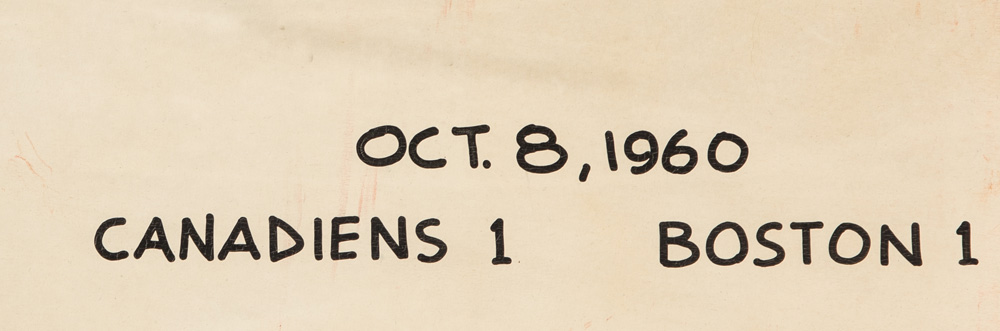 OCT. 8, 1960
CANADIENS 1 BOSTON 1